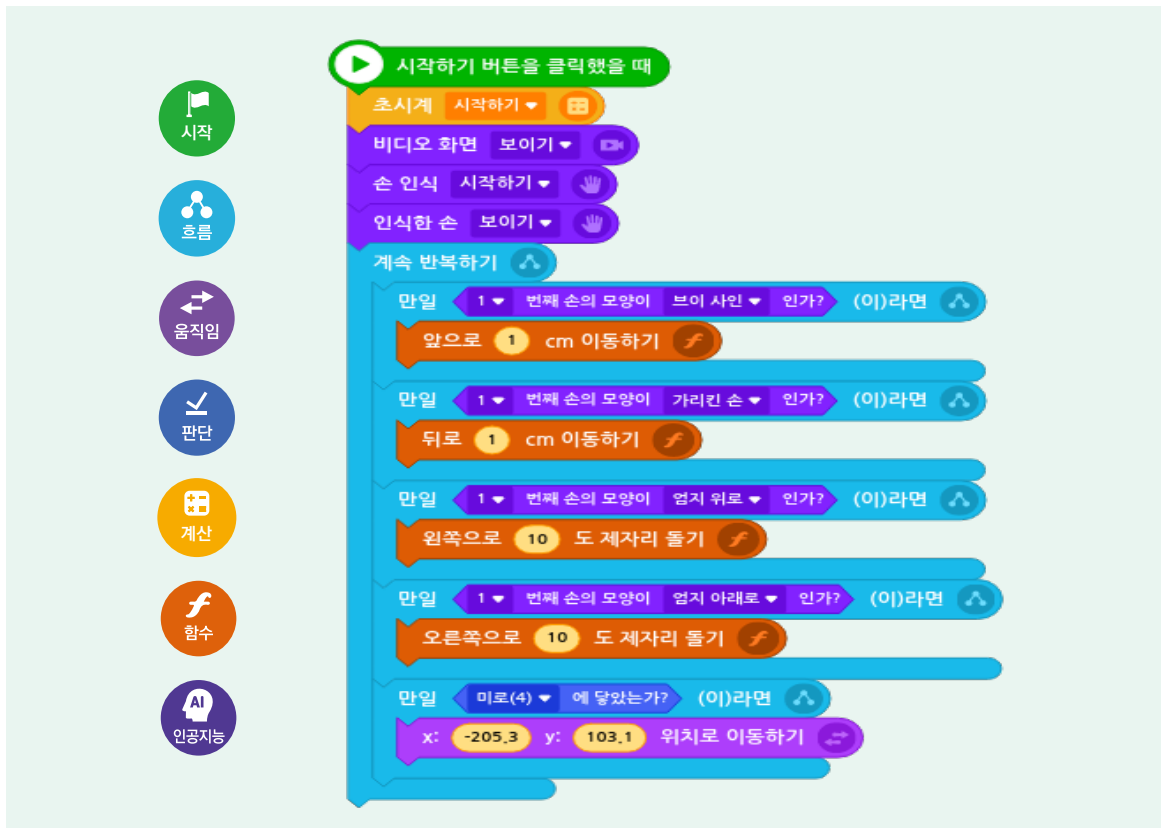 시작하기 버튼을 클릭했을 때
초시계 시작하기
비디오 화면 보이기
손 인식 시작하기
인식한 손 보이기
계속 반복하기
만일 1 번째 손의 모양이 브이 사인 인가? (이)라면
앞으로 1 cm 이동하기
만일 1 번째 손의 모양이 가리킨 손 인가? (이)라면
뒤로 1 cm 이동하기
만일 1 번째 손의 모양이 엄지 위로 인가? (이)라면
왼쪽으로 10 도 제자리 돌기
만일 1 번째 손의 모양이 엄지 아래로 인가? (이)라면
오른쪽으로 10 도 제자리 돌기
만일 미로(4) 에 닿았는가? (이)라면
x: -205.3 y: 103.1 위치로 이동하기
시작
흐름
움직임
판단
계산
함수
AI
인공지능